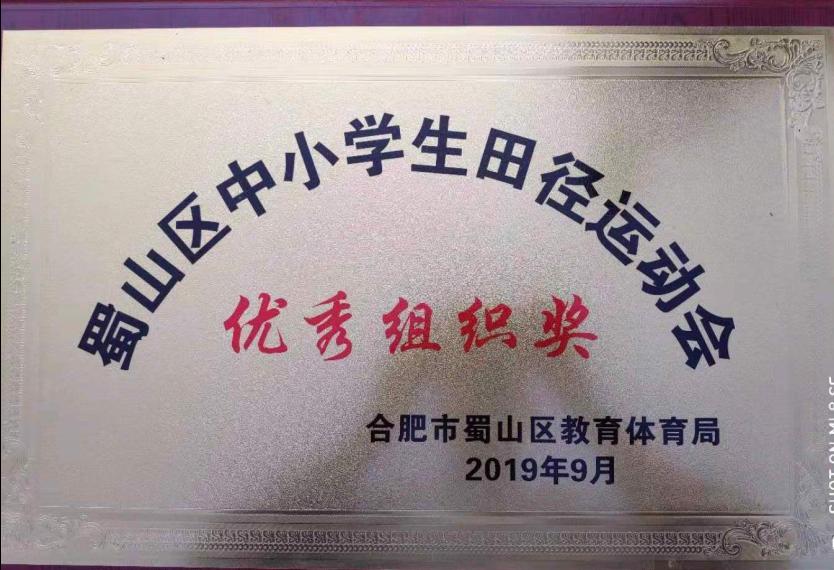 蜀山区中小学生田径运动会
优秀组织奖
合肥市蜀山区教育体育局
2019年9月